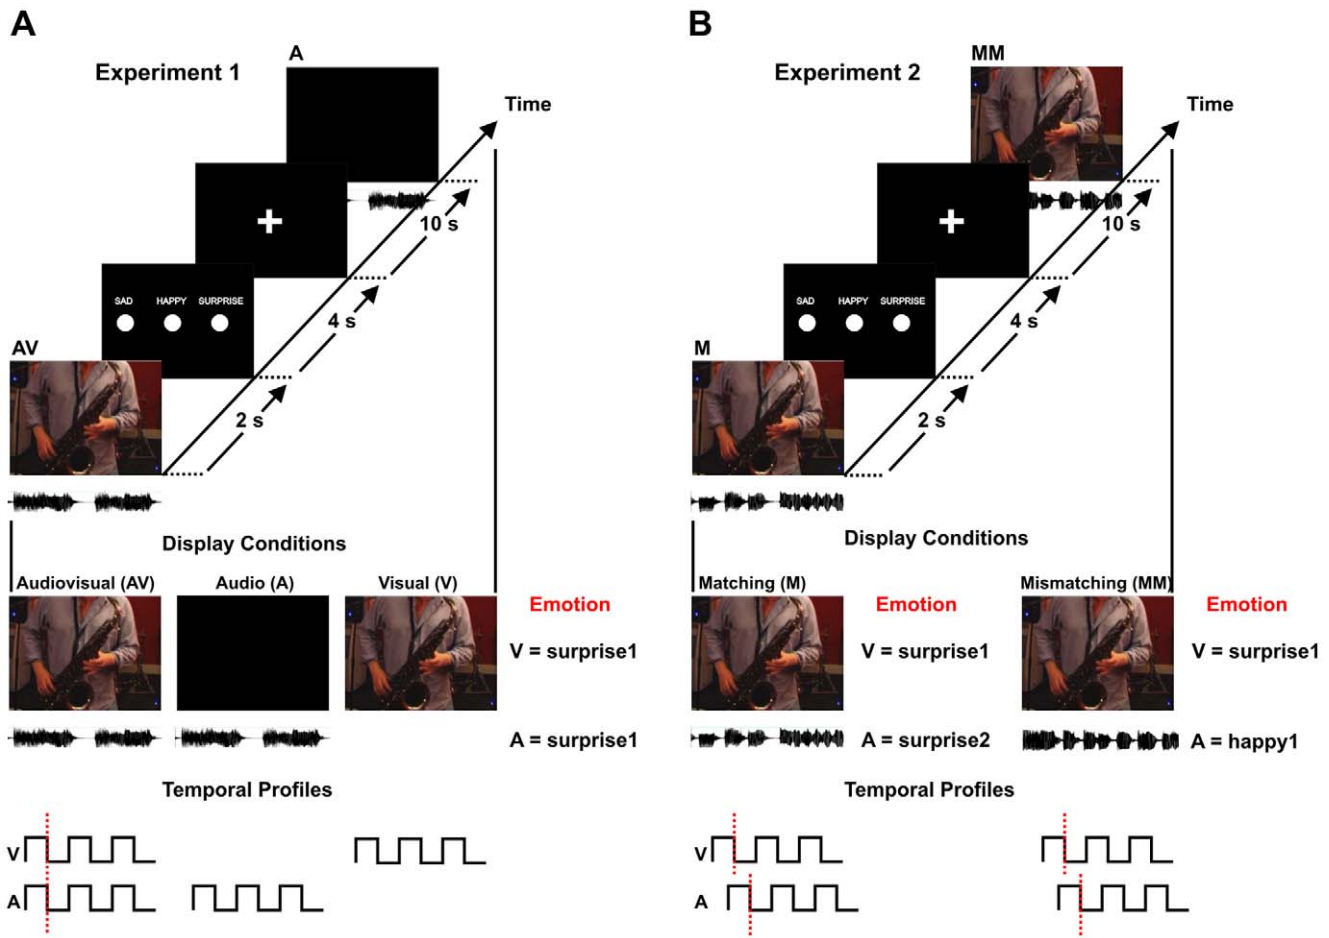 A
Experiment 1
A
Time
10 s
SAD HAPPY SURPRISE
4 s
AV
2 s
Display Conditions
Audiovisual (AV) Audio (A) Visual (V)
Emotion
V = surprise1
A = surprise1
Temporal Profiles
V
A
B
Experiment 2
MM
Time
10 s
SAD HAPPY SURPRISE
4 s
M
2 s
Display Conditions
Matching (M) Mismatching (MM)
Emotion Emotion
V = surprise1 V = surprise1
A = surprise2 A = happy1
Temporal Profiles
V
A